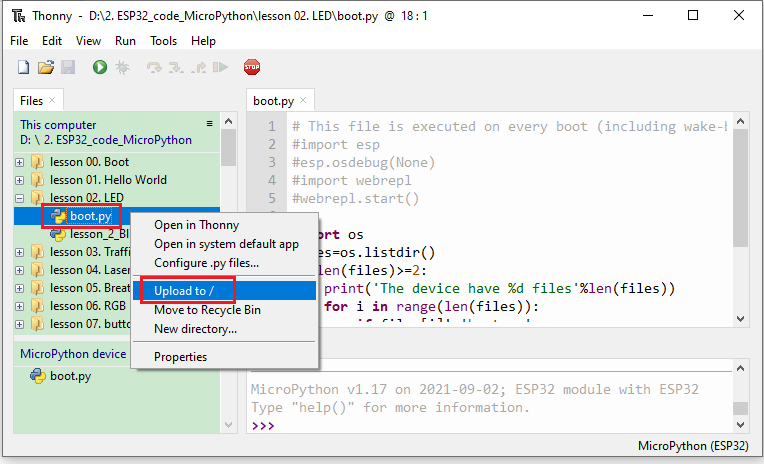 Thonny - D:\2. ESP32_code_MicroPython\lesson 02. LED\boot.py @ 18 : 1
File Edit View Run Tools Help
STOP
Files
This computer
D: \ 2. ESP32_code_MicroPython
lesson 00. Boot
lesson 01. Hello World
lesson 02. LED
boot.py
lesson_2_Bl
lesson 03. Traffi
lesson 04. Laser
lesson 05. Breat
lesson 06. RGB
lesson 07. butto
MicroPython device
boot.py
Open in Thonny
Open in system default app
Configure .py files...
Upload to /
Move to Recycle Bin
New directory...
Properties
boot.py
1 # This file is executed on every boot (including wake-b
2 #import esp
3 #esp.osdebug(None)
4 #import webrepl
5 #webrepl.start()
port os
es=os.listdir()
len(files)>=2:
print('The device have %d files'%len(files))
for i in range(len(files)):
MicroPython v1.17 on 2021-09-02; ESP32 module with ESP32
Type "help()" for more information.
>>>
MicroPython (ESP32)